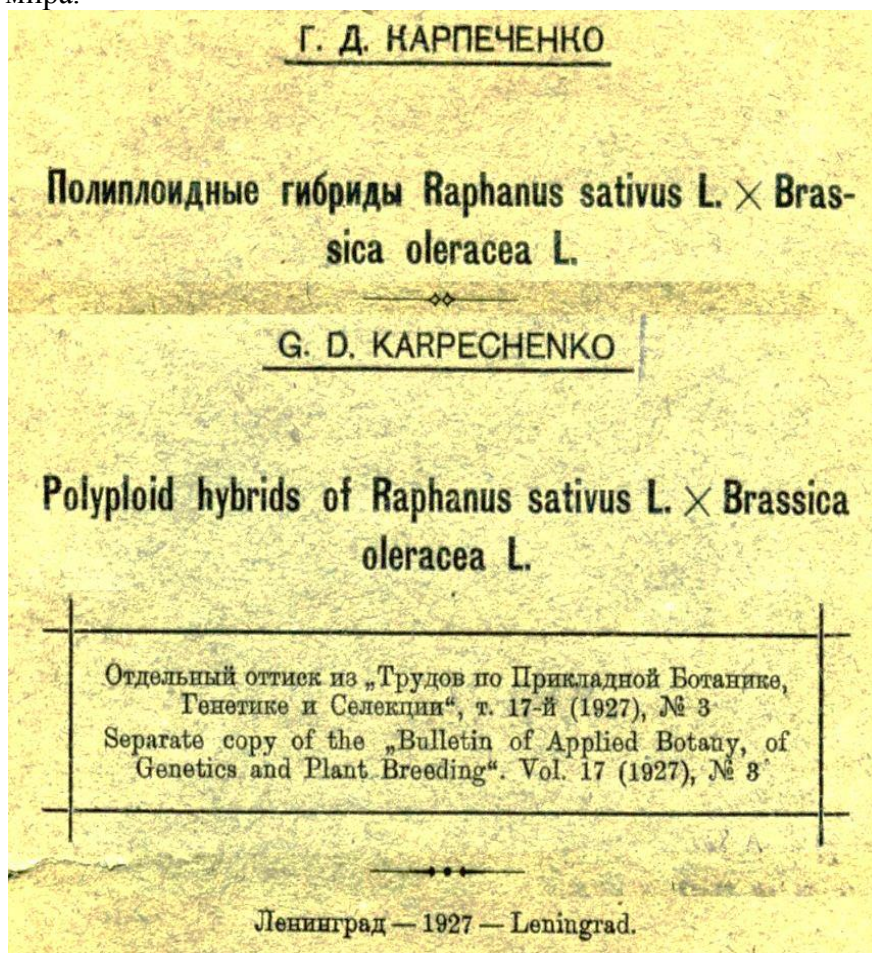 мира.
Г. Д. КАРПЕЧЕНКО
Полиплоидные гибриды Raphanus sativus L. × Bras-
sica oleracea L.
G. D. KARPECHENKO
Polyploid hybrids of Raphanus sativus L. × Brassica
oleracea L.
Отдельный оттиск из „Трудов по Прикладной Ботанике,
Генетике и Селекции“, т. 17-й (1927), № 3
Separate copy of the „Bulletin of Applied Botany, of
Genetics and Plant Breeding“. Vol. 17 (1927), № 3
Ленинград — 1927 — Leningrad.